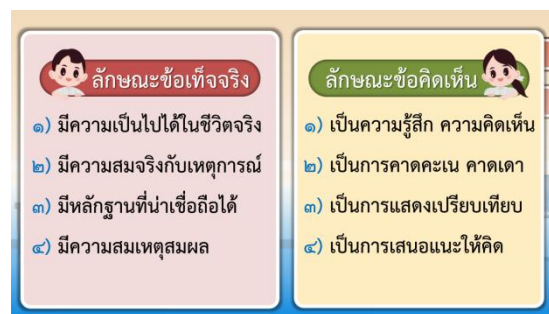 ลักษณะข้อเท็จจริง
๑) มีความเป็นไปได้ในชีวิตจริง
๒) มีความสมจริงกับเหตุการณ์
๓) มีหลักฐานที่น่าเชื่อถือได้
๔) มีความสมเหตุสมผล
ลักษณะข้อคิดเห็น
๑) เป็นความรู้สึก ความคิดเห็น
๒) เป็นการคาดคะเน คาดเดา
๓) เป็นการแสดงเปรียบเทียบ
๔) เป็นการเสนอแนะให้คิด